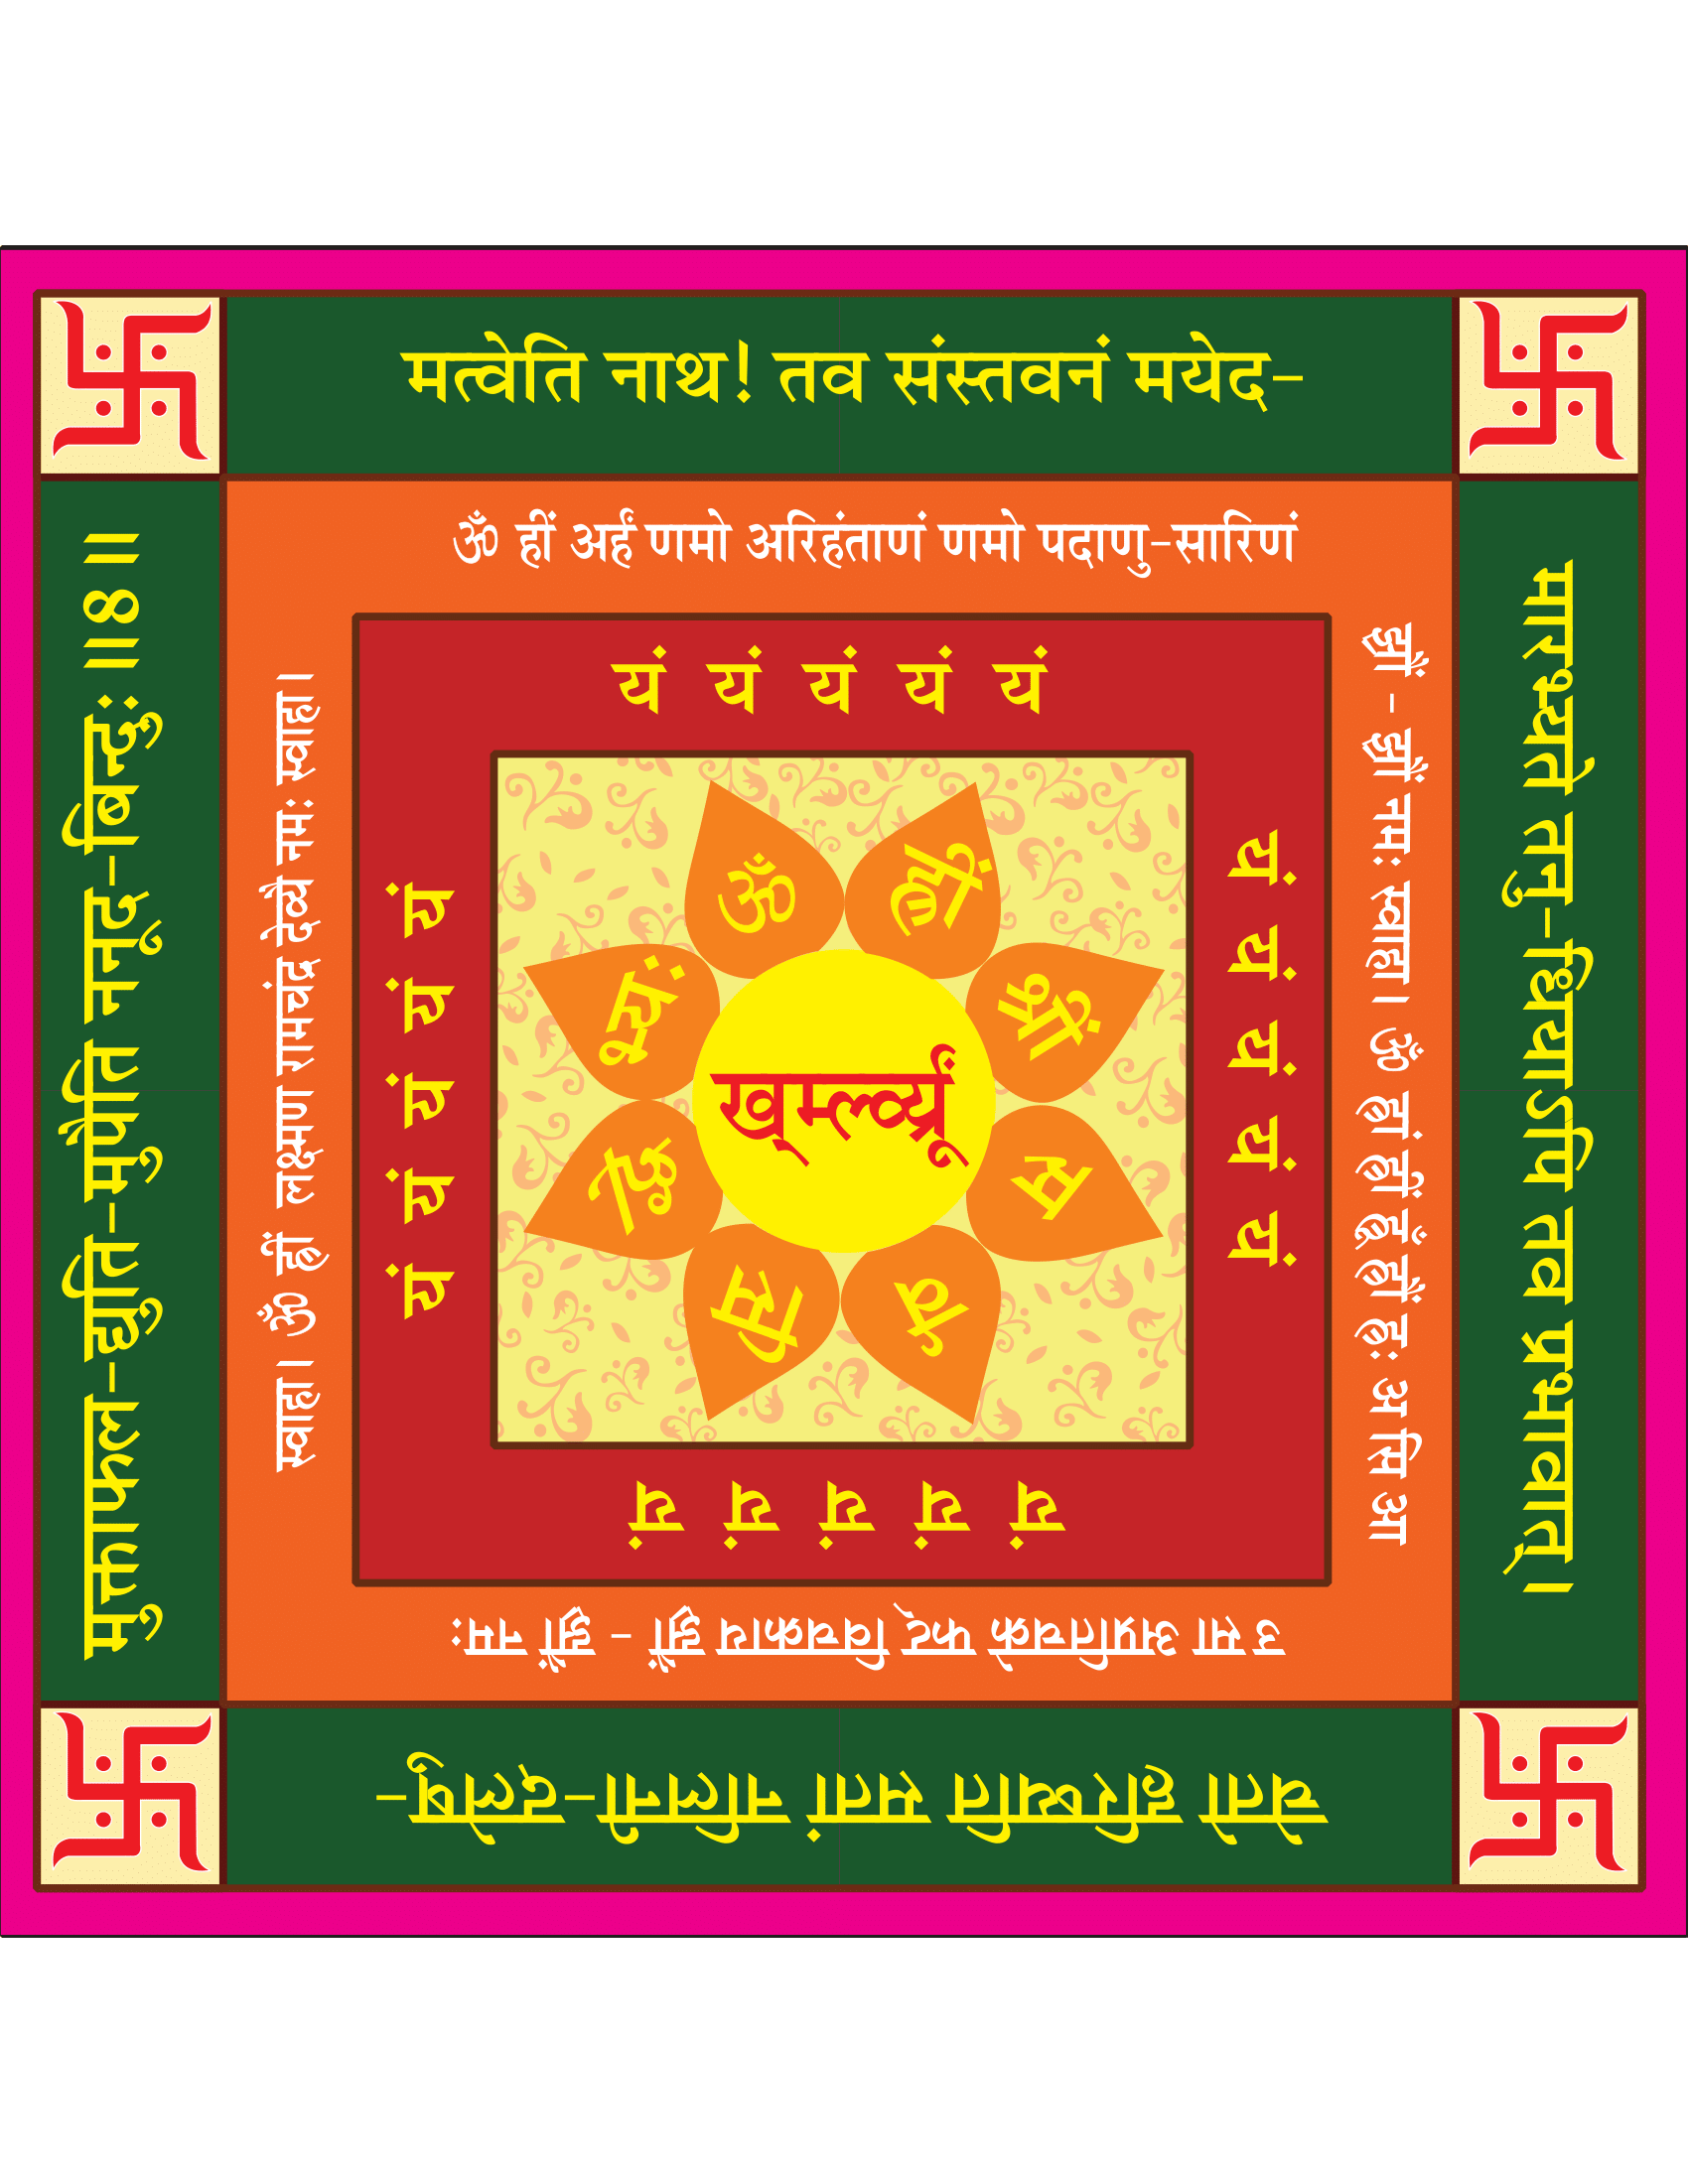 मत्वेति नाथ! तव संस्तवनं मयेद-
मारभ्यते तनु-धियाऽपि तव प्रभावात्।
चेतो हरिष्यति सतां नलिनी-दलेषु-
मुक्ताफल-द्युति-मुपैति ननूद-बिन्दुः ॥8॥
ॐ ह्रीं अर्हं णमो अरिहंताणं णमो पदाणु-सारिणं
झ्रौं - झ्रौं नमः स्वाहा। ॐ ह्रां ह्रीं ह्रूं ह्रौं ह्रः अ सि आ
उ सा अप्रतिचक्रे फट् विचक्राय झ्रौं - झ्रौं नमः
स्वाहा। ॐ ह्रीं लक्ष्मण रामचंद्र देव्यै नमः स्वाहा।
यं यं यं यं यं
यं यं यं यं यं
यं यं यं यं यं
यं यं यं यं यं
ॐ
ह्रीं
स
र्व
सि
द्धे
भ्यः
ख्म्ल्व्र्यूं